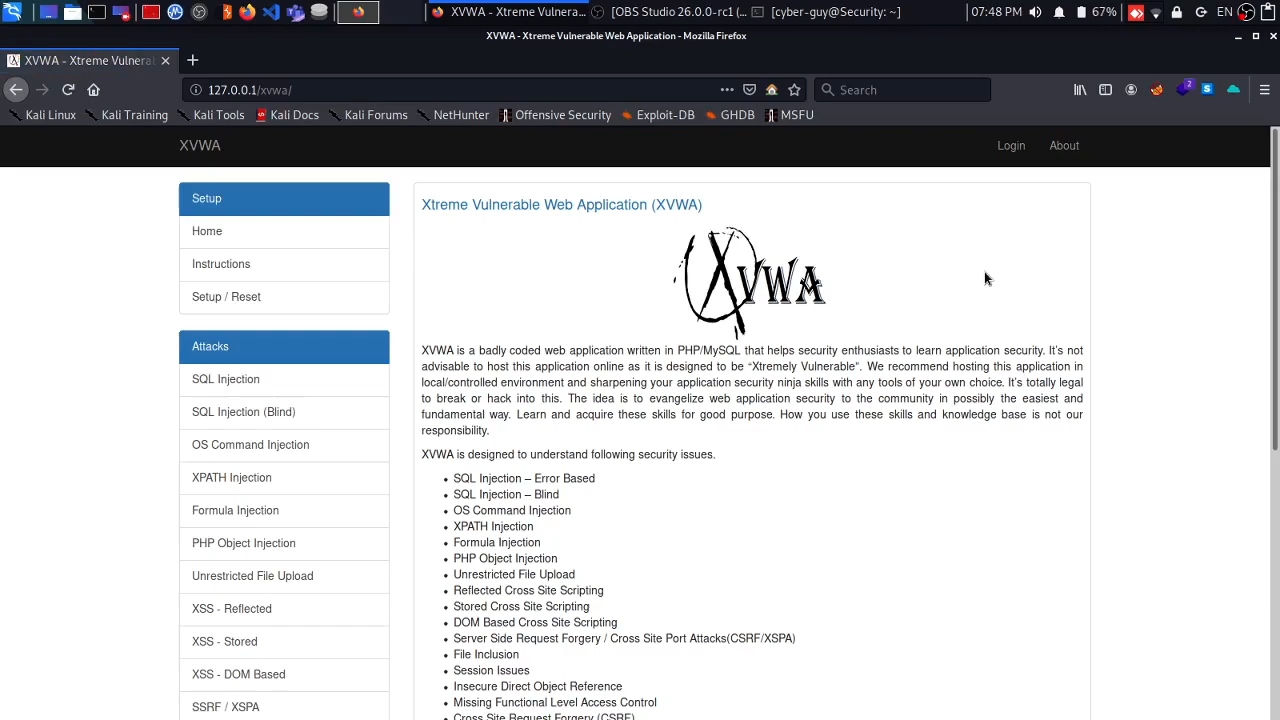 XVWA - Xtreme Vulnera...
[OBS Studio 26.0.0-rc1 (...
[cyber-guy@Security: ~]
07:48 PM
67%
EN
XVWA - Xtreme Vulnerable Web Application - Mozilla Firefox
XVWA - Xtreme Vulneral
127.0.0.1/xvwa/
Search
2
Kali Linux
Kali Training
Kali Tools
Kali Docs
Kali Forums
NetHunter
Offensive Security
Exploit-DB
GHDB
MSFU
XVWA
Login
About
Setup
Home
Instructions
Setup / Reset
Attacks
SQL Injection
SQL Injection (Blind)
OS Command Injection
XPATH Injection
Formula Injection
PHP Object Injection
Unrestricted File Upload
XSS - Reflected
XSS - Stored
XSS - DOM Based
SSRF / XSPA
Xtreme Vulnerable Web Application (XVWA)
XVWA
XVWA is a badly coded web application written in PHP/MySQL that helps security enthusiasts to learn application security. It's not
advisable to host this application online as it is designed to be “Xtremely Vulnerable”. We recommend hosting this application in
local/controlled environment and sharpening your application security ninja skills with any tools of your own choice. It's totally legal
to break or hack into this. The idea is to evangelize web application security to the community in possibly the easiest and
fundamental way. Learn and acquire these skills for good purpose. How you use these skills and knowledge base is not our
responsibility.
XVWA is designed to understand following security issues.
• SQL Injection – Error Based
• SQL Injection – Blind
• OS Command Injection
• XPATH Injection
• Formula Injection
• PHP Object Injection
• Unrestricted File Upload
• Reflected Cross Site Scripting
• Stored Cross Site Scripting
• DOM Based Cross Site Scripting
• Server Side Request Forgery / Cross Site Port Attacks(CSRF/XSPA)
• File Inclusion
• Session Issues
• Insecure Direct Object Reference
• Missing Functional Level Access Control
• Cross Site Request Forgery (CSRF)